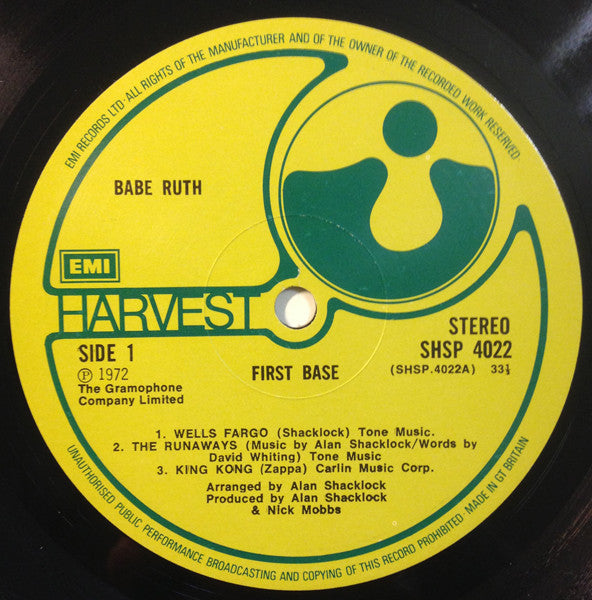 EMI RECORDS LTD·ALL RIGHTS OF THE MANUFACTURER AND OF THE OWNER OF THE RECORDED WORK RESERVED·
BABE RUTH
EMI
HARVEST
SIDE 1
Ⓟ 1972
The Gramophone
Company Limited
FIRST BASE
STEREO
SHSP 4022
(SHSP.4022A) 33⅓
1. WELLS FARGO (Shacklock) Tone Music.
2. THE RUNAWAYS (Music by Alan Shacklock/Words by
David Whiting) Tone Music
3. KING KONG (Zappa) Carlin Music Corp.
Arranged by Alan Shacklock
Produced by Alan Shacklock
& Nick Mobbs
UNAUTHORISED PUBLIC PERFORMANCE BROADCASTING AND COPYING OF THIS RECORD PROHIBITED·MADE IN GT BRITAIN